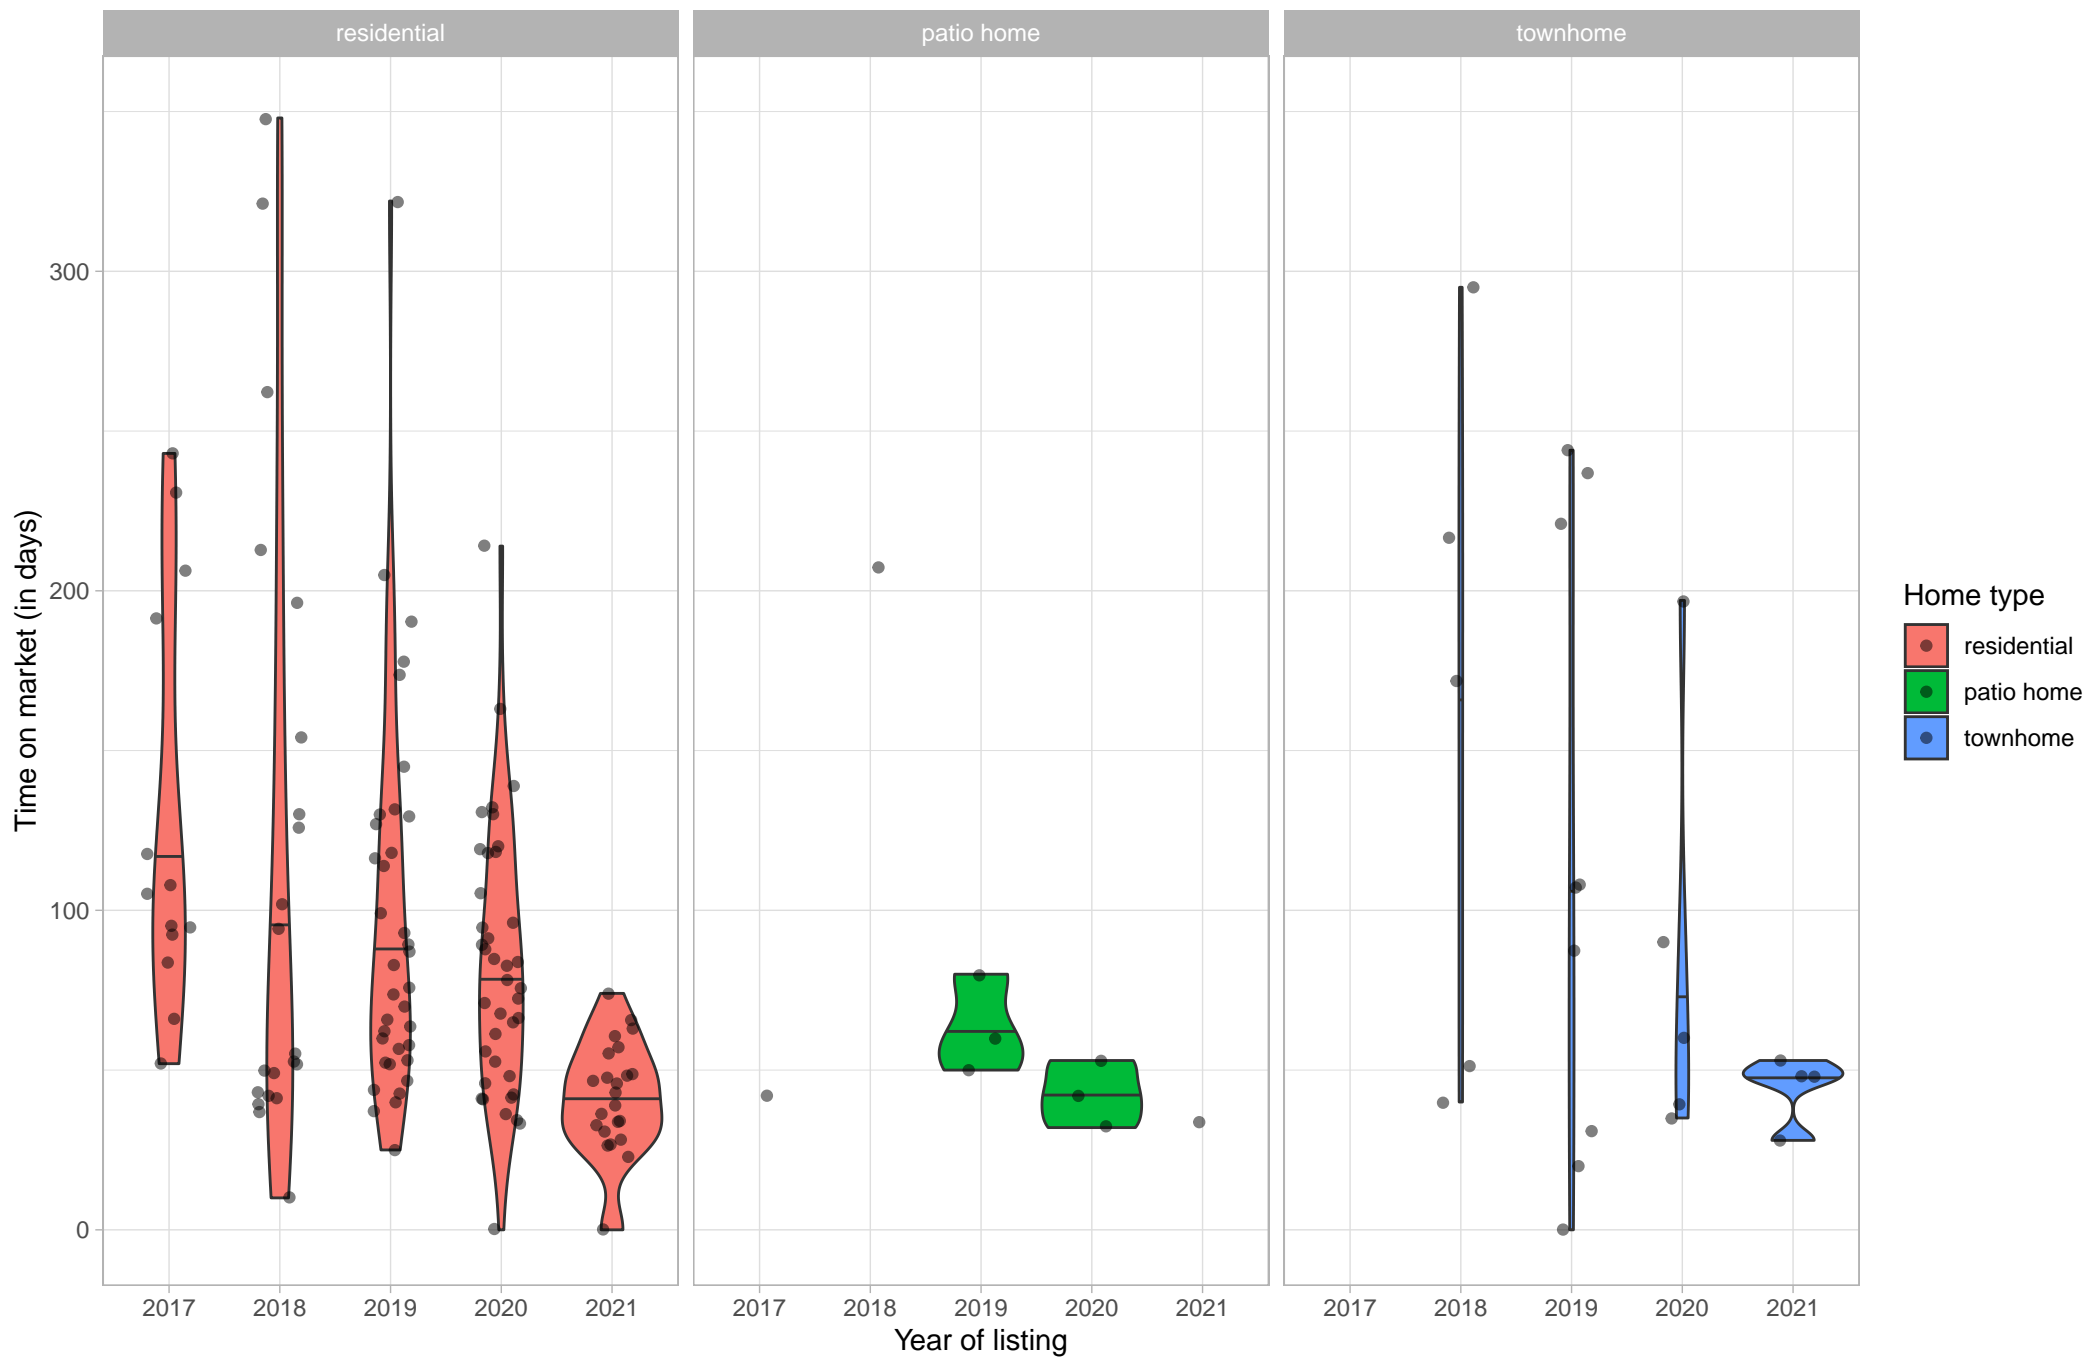 residential
patio home
townhome
Time on market (in days)
300
200
100
0
2017 2018 2019 2020 2021
2017 2018 2019 2020 2021
2017 2018 2019 2020 2021
Year of listing
Home type
residential
patio home
townhome